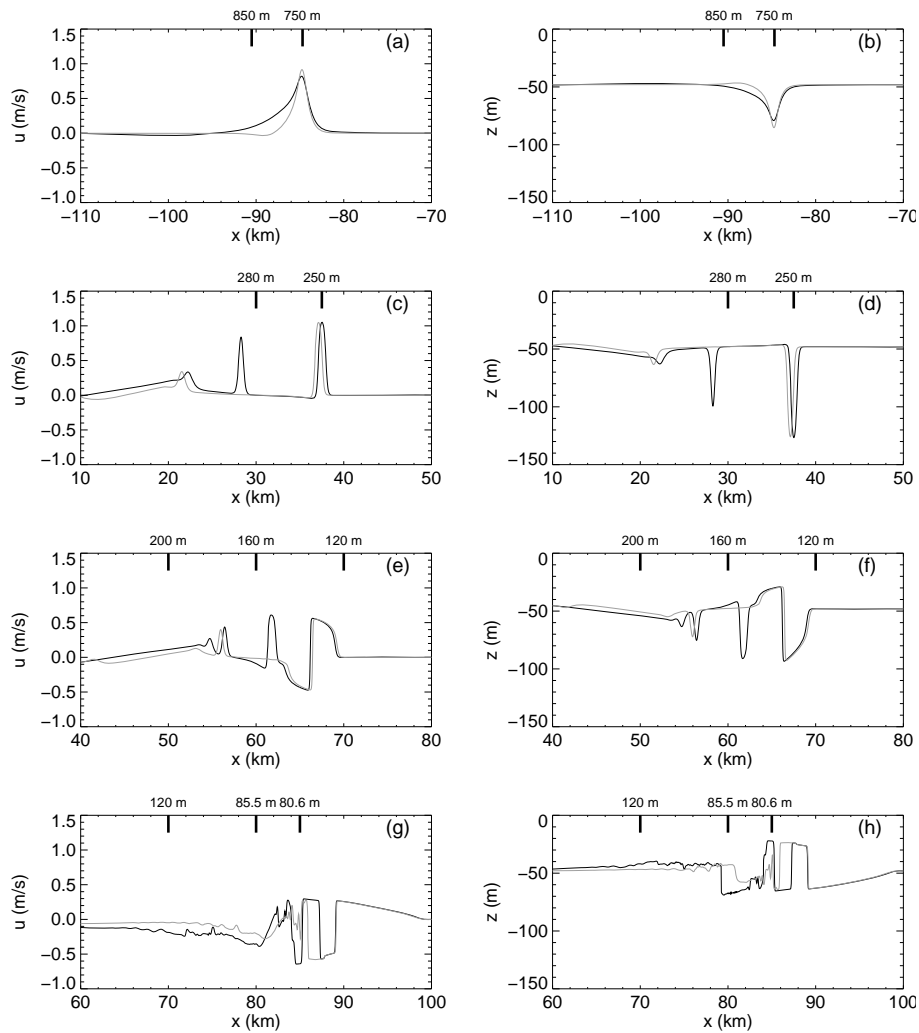 850 m 750 m
850 m 750 m
(a)
(b)
u (m/s)
1.5
1.0
0.5
0.0
−0.5
−1.0
z (m)
0
−50
−100
−150
−110 −100 −90 −80 −70
−110 −100 −90 −80 −70
x (km)
x (km)
280 m 250 m
280 m 250 m
(c)
(d)
u (m/s)
1.5
1.0
0.5
0.0
−0.5
−1.0
z (m)
0
−50
−100
−150
10 20 30 40 50
10 20 30 40 50
x (km)
x (km)
200 m 160 m 120 m
200 m 160 m 120 m
(e)
(f)
u (m/s)
1.5
1.0
0.5
0.0
−0.5
−1.0
z (m)
0
−50
−100
−150
40 50 60 70 80
40 50 60 70 80
x (km)
x (km)
120 m 85.5 m 80.6 m
120 m 85.5 m 80.6 m
(g)
(h)
u (m/s)
1.5
1.0
0.5
0.0
−0.5
−1.0
z (m)
0
−50
−100
−150
60 70 80 90 100
60 70 80 90 100
x (km)
x (km)